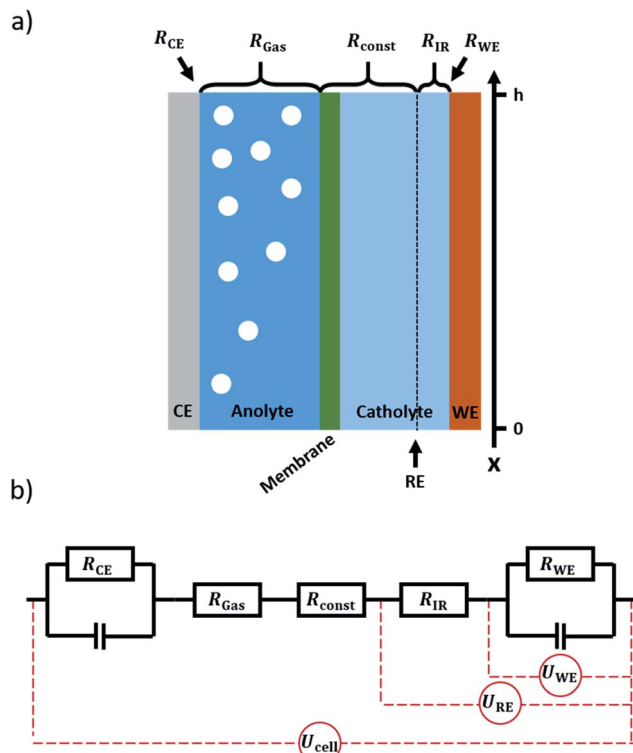 a)
R_CE R_Gas R_const R_IR R_WE
h
CE Anolyte Catholyte WE 0
Membrane RE x
b)
R_CE R_WE
R_Gas R_const R_IR
U_WE
U_RE
U_cell